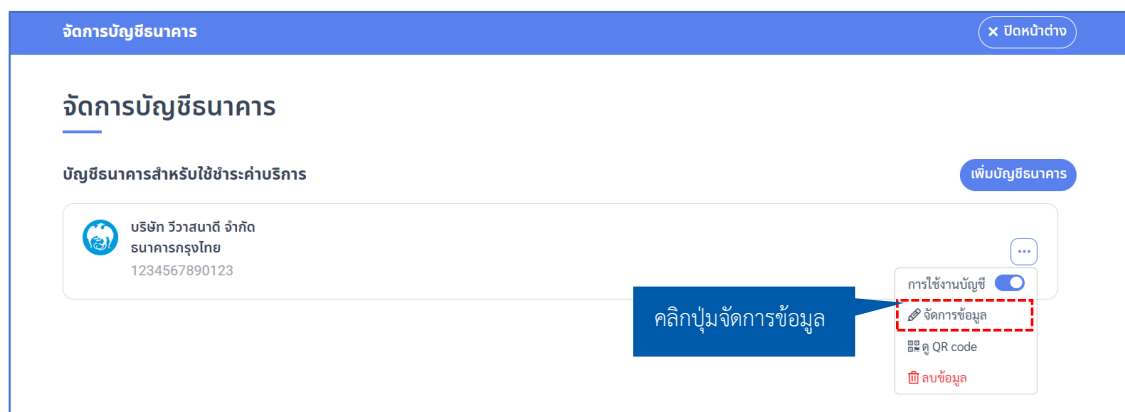 จัดการบัญชีธนาคาร
× ปิดหน้าต่าง
จัดการบัญชีธนาคาร
บัญชีธนาคารสำหรับใช้ชำระค่าบริการ
เพิ่มบัญชีธนาคาร
บริษัท วีวาสนาดี จำกัด
ธนาคารกรุงไทย
1234567890123
การใช้งานบัญชี
คลิกปุ่มจัดการข้อมูล
จัดการข้อมูล
ดู QR code
ลบข้อมูล